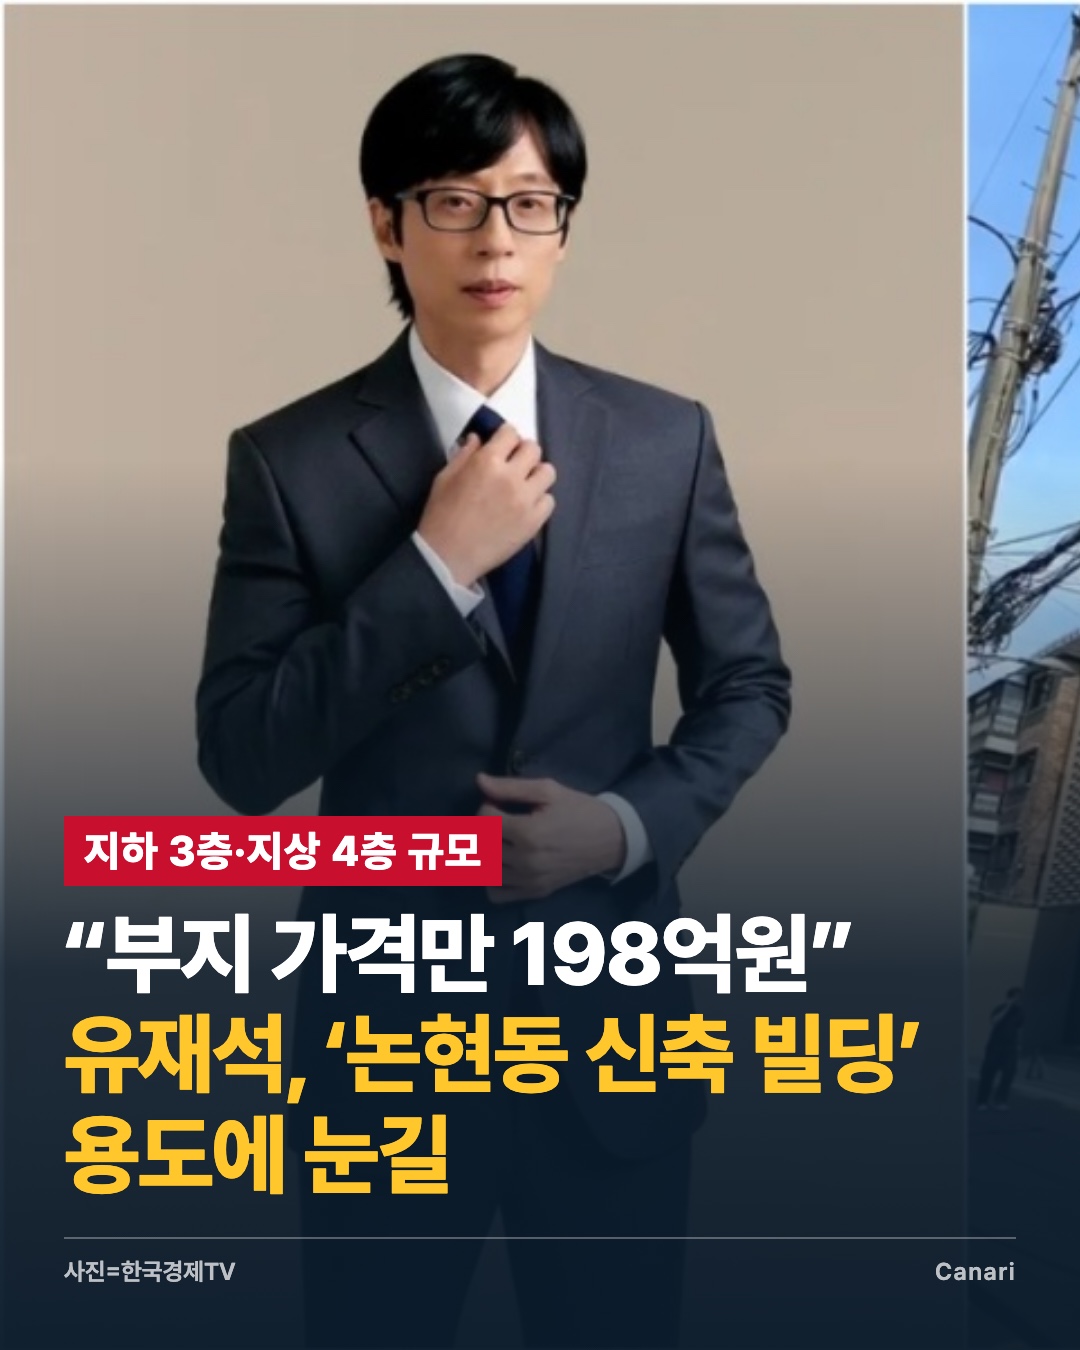 지하 3층·지상 4층 규모
“부지 가격만 198억원”
유재석, ‘논현동 신축 빌딩’
용도에 눈길
사진=한국경제TV
Canari